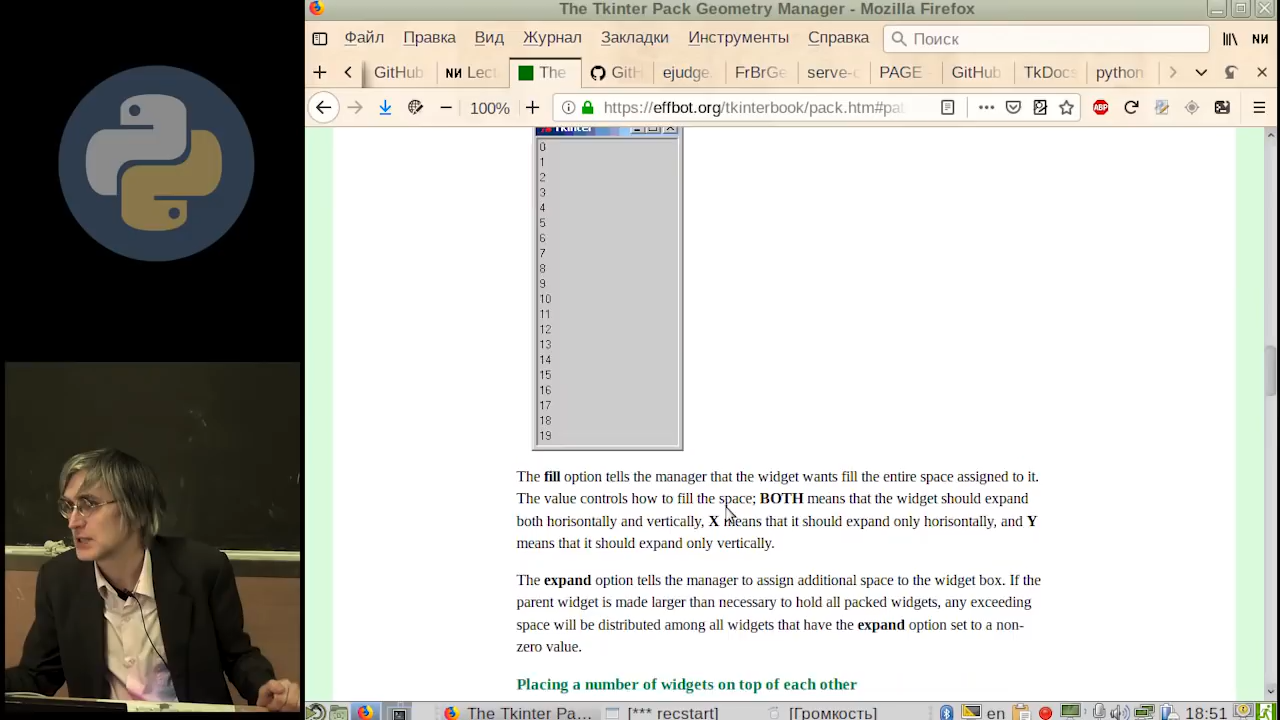 The Tkinter Pack Geometry Manager - Mozilla Firefox
Файл Правка Вид Журнал Закладки Инструменты Справка Поиск
GitHub Lect The GitH ejudge. FrBrGe serve-c PAGE GitHub TkDocs python
100% https://effbot.org/tkinterbook/pack.htm#pa
Tkinter
0
1
2
3
4
5
6
7
8
9
10
11
12
13
14
15
16
17
18
19
The fill option tells the manager that the widget wants fill the entire space assigned to it.
The value controls how to fill the space; BOTH means that the widget should expand
both horisontally and vertically, X means that it should expand only horisontally, and Y
means that it should expand only vertically.
The expand option tells the manager to assign additional space to the widget box. If the
parent widget is made larger than necessary to hold all packed widgets, any exceeding
space will be distributed among all widgets that have the expand option set to a non-
zero value.
Placing a number of widgets on top of each other
The Tkinter Pa... [*** recstart] [Громкость] en 18:51